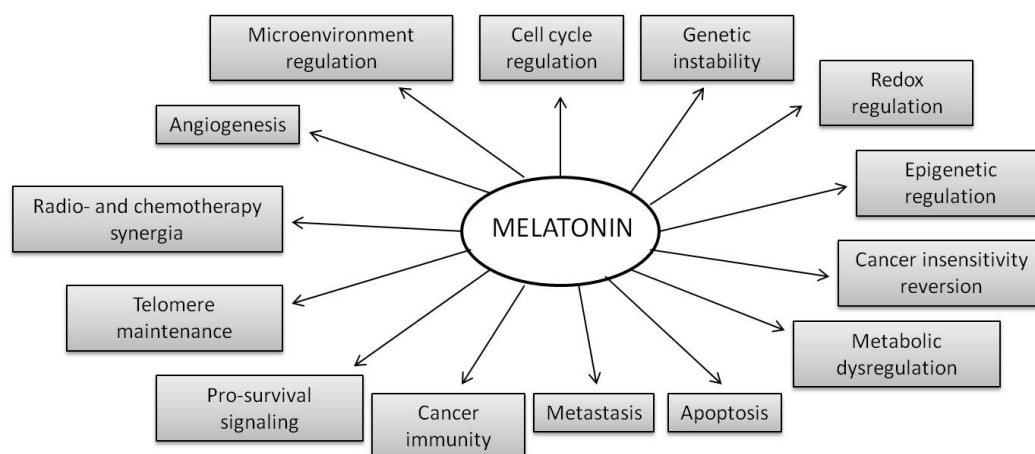 Microenvironment
regulation
Cell cycle
regulation
Genetic
instability
Redox
regulation
Angiogenesis
Epigenetic
regulation
Radio- and chemotherapy
synergia
MELATONIN
Cancer insensitivity
reversion
Telomere
maintenance
Metabolic
dysregulation
Pro-survival
signaling
Cancer
immunity
Metastasis
Apoptosis